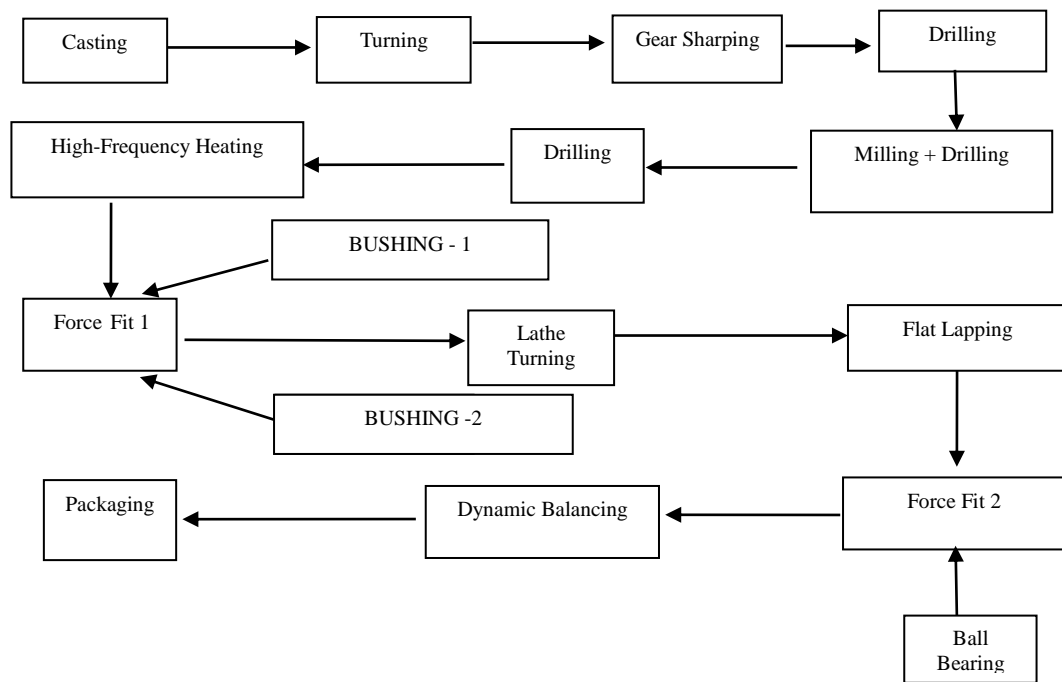 Casting
Turning
Gear Sharping
Drilling
High-Frequency Heating
Drilling
Milling + Drilling
BUSHING - 1
Force Fit 1
Lathe
Turning
Flat Lapping
BUSHING -2
Packaging
Dynamic Balancing
Force Fit 2
Ball
Bearing